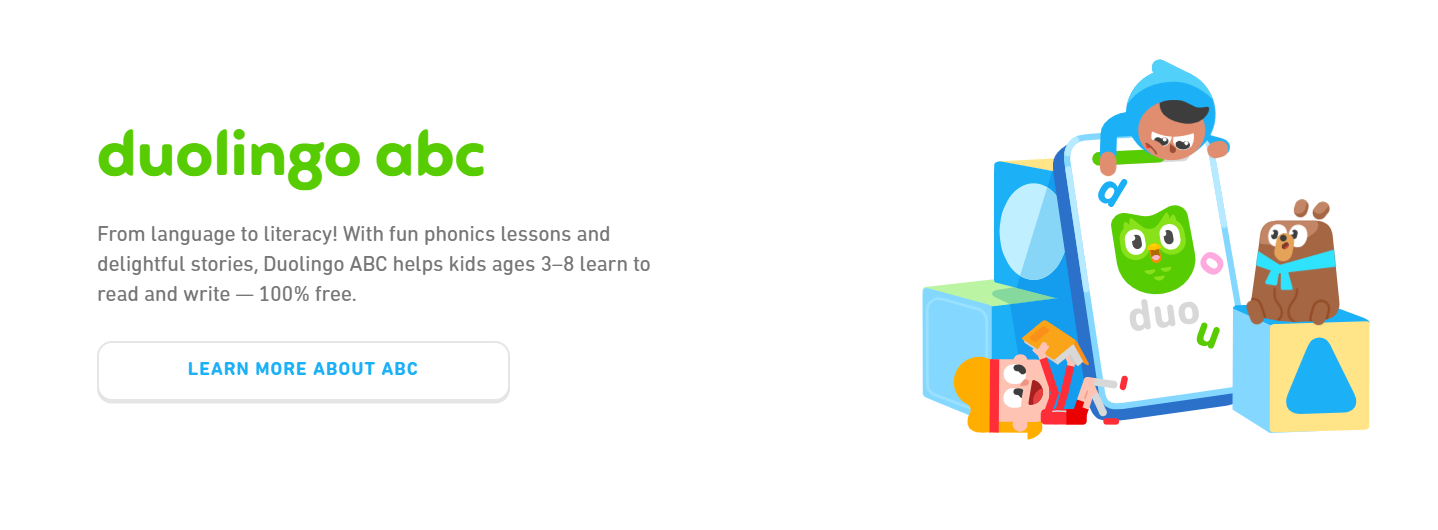 duolingo abc
From language to literacy! With fun phonics lessons and
delightful stories, Duolingo ABC helps kids ages 3–8 learn to
read and write — 100% free.
LEARN MORE ABOUT ABC
d
o
duo
u